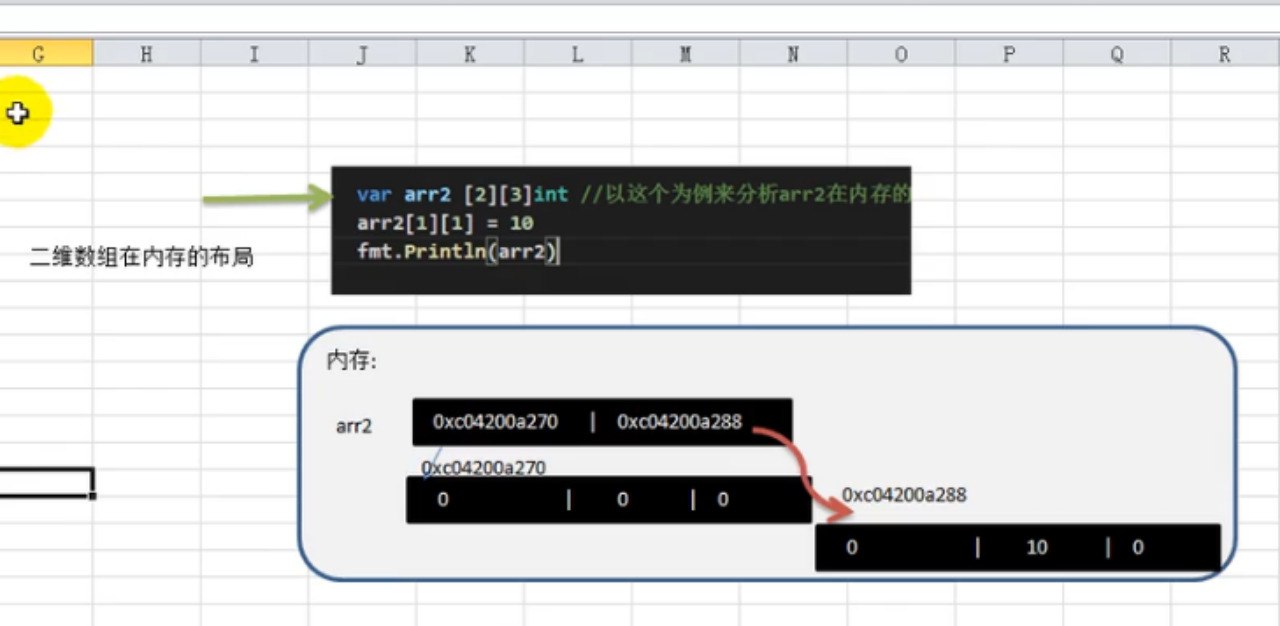 G H I J K L M N O P Q R
var arr2 [2][3]int //以这个为例来分析arr2在内存的
arr2[1][1] = 10
fmt.Println(arr2)
二维数组在内存的布局
内存:
arr2
0xc04200a270 | 0xc04200a288
0xc04200a270
0 | 0 | 0
0xc04200a288
0 | 10 | 0